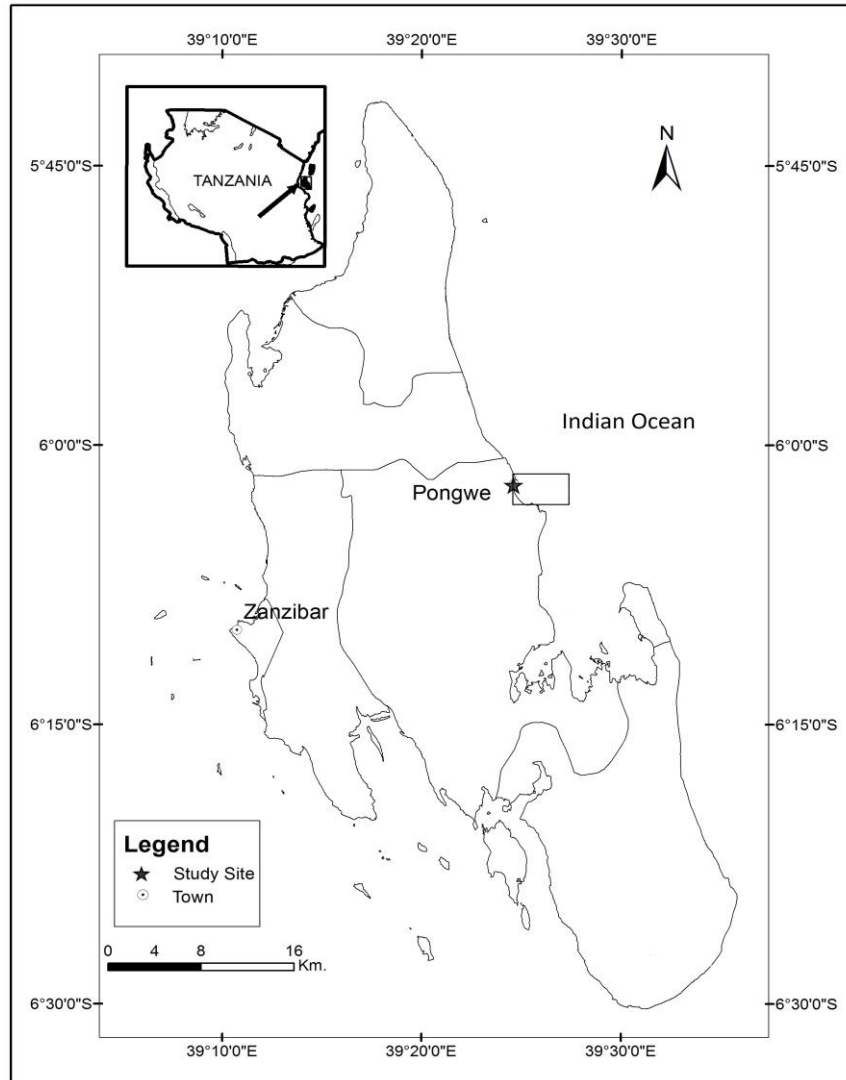 39°10'0"E 39°20'0"E 39°30'0"E
N
5°45'0"S 5°45'0"S
TANZANIA
Indian Ocean
6°0'0"S 6°0'0"S
Pongwe
Zanzibar
6°15'0"S 6°15'0"S
Legend
Study Site
Town
0 4 8 16
Km.
6°30'0"S 6°30'0"S
39°10'0"E 39°20'0"E 39°30'0"E